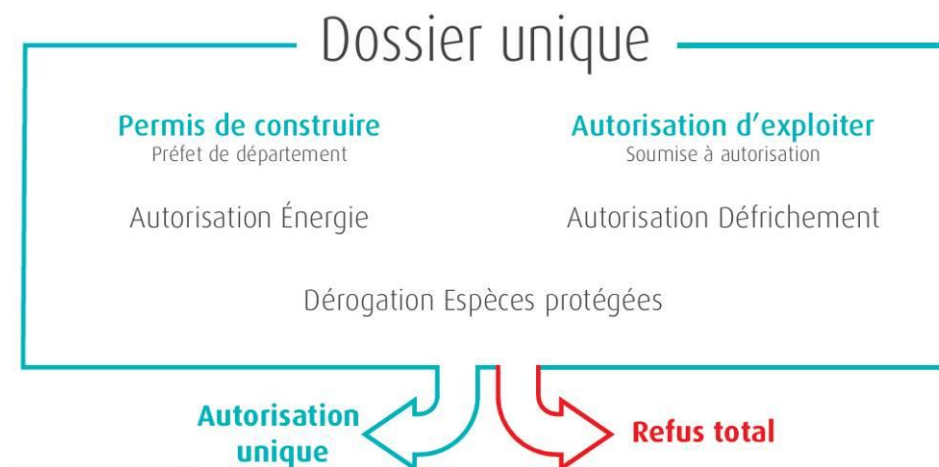 Dossier unique
Permis de construire
Préfet de département
Autorisation d’exploiter
Soumise à autorisation
Autorisation Énergie
Autorisation Défrichement
Dérogation Espèces protégées
Autorisation
unique
Refus total